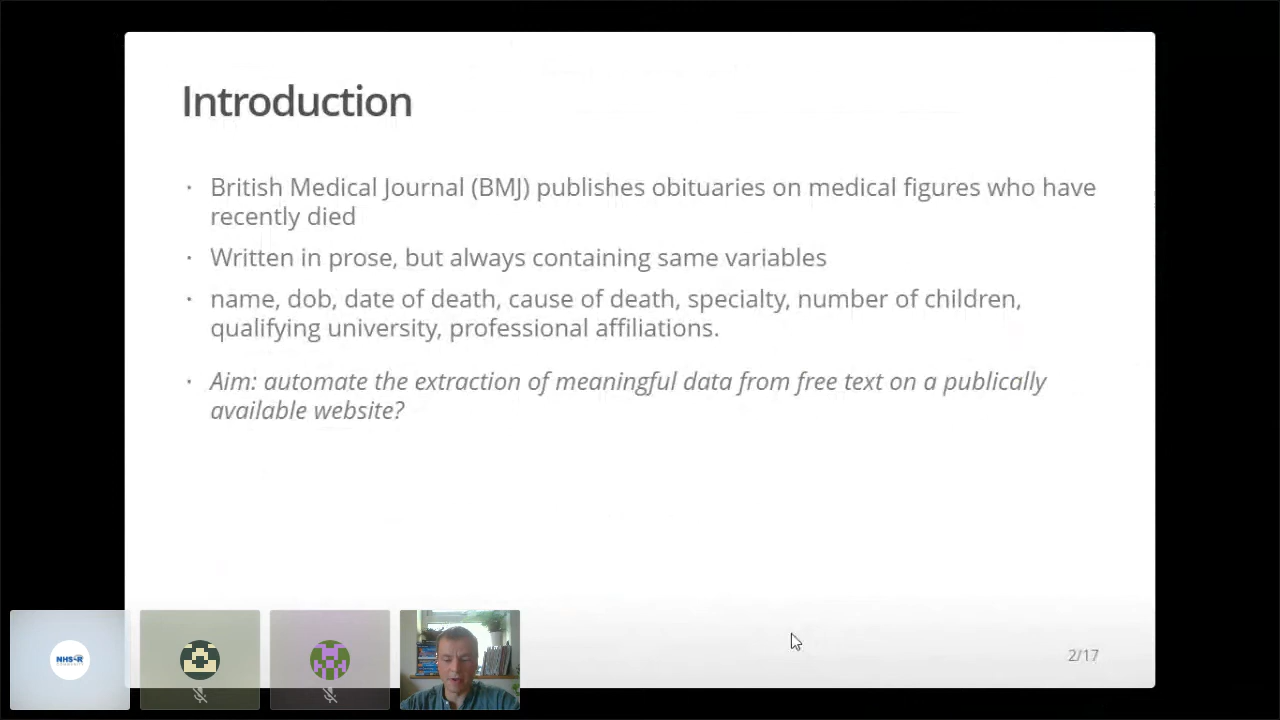 Introduction
· British Medical Journal (BMJ) publishes obituaries on medical figures who have
recently died
· Written in prose, but always containing same variables
· name, dob, date of death, cause of death, specialty, number of children,
qualifying university, professional affiliations.
· Aim: automate the extraction of meaningful data from free text on a publically
available website?
2/17
NHS-R